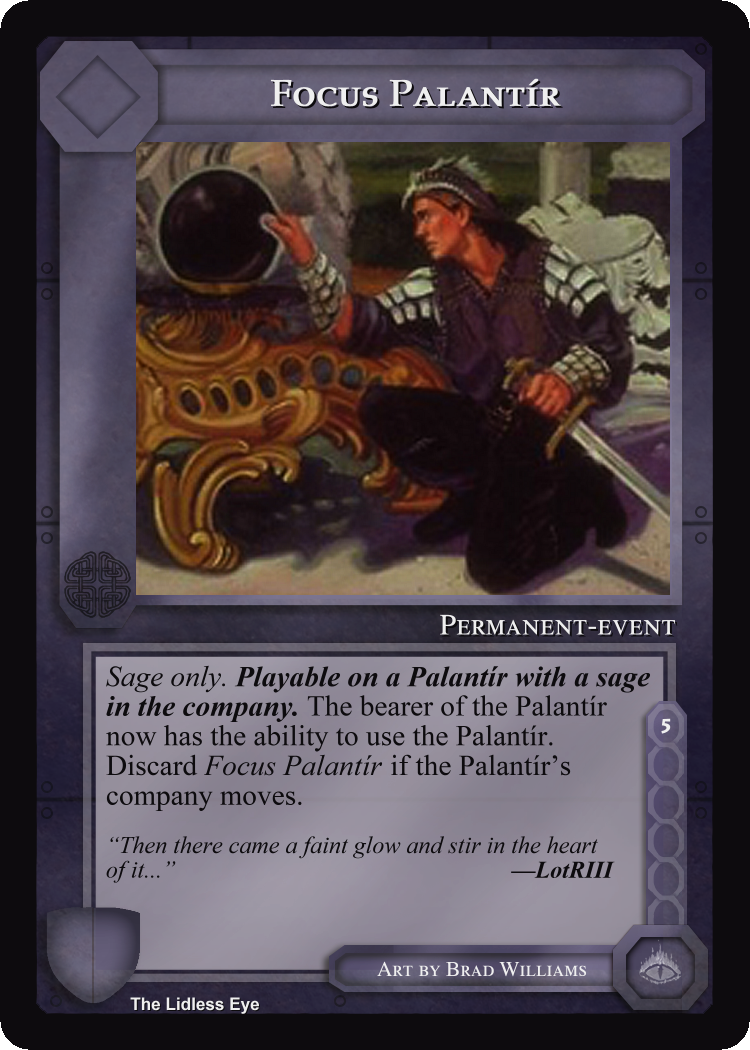 Focus Palantír
Permanent-event
Sage only. Playable on a Palantír with a sage
in the company. The bearer of the Palantír
now has the ability to use the Palantír.
Discard Focus Palantír if the Palantír’s
company moves.
5
“Then there came a faint glow and stir in the heart
of it...” —LotRIII
Art by Brad Williams
The Lidless Eye